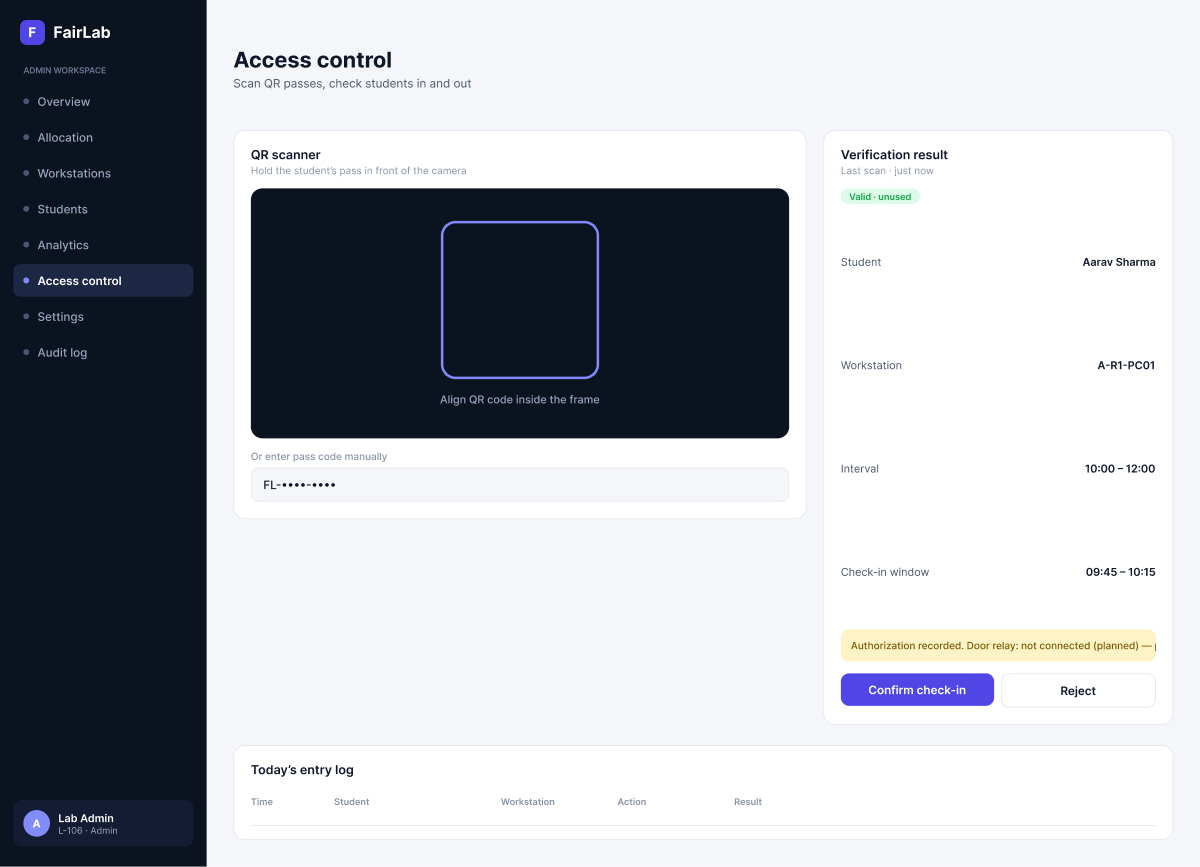 F FairLab
ADMIN WORKSPACE
Overview
Allocation
Workstations
Students
Analytics
Access control
Settings
Audit log
A
Lab Admin
L-106 · Admin
Access control
Scan QR passes, check students in and out
QR scanner
Hold the student’s pass in front of the camera
Align QR code inside the frame
Or enter pass code manually
FL-••••-••••
Verification result
Last scan · just now
Valid · unused
Student Aarav Sharma
Workstation A-R1-PC01
Interval 10:00 – 12:00
Check-in window 09:45 – 10:15
Authorization recorded. Door relay: not connected (planned) —
Confirm check-in Reject
Today’s entry log
Time Student Workstation Action Result